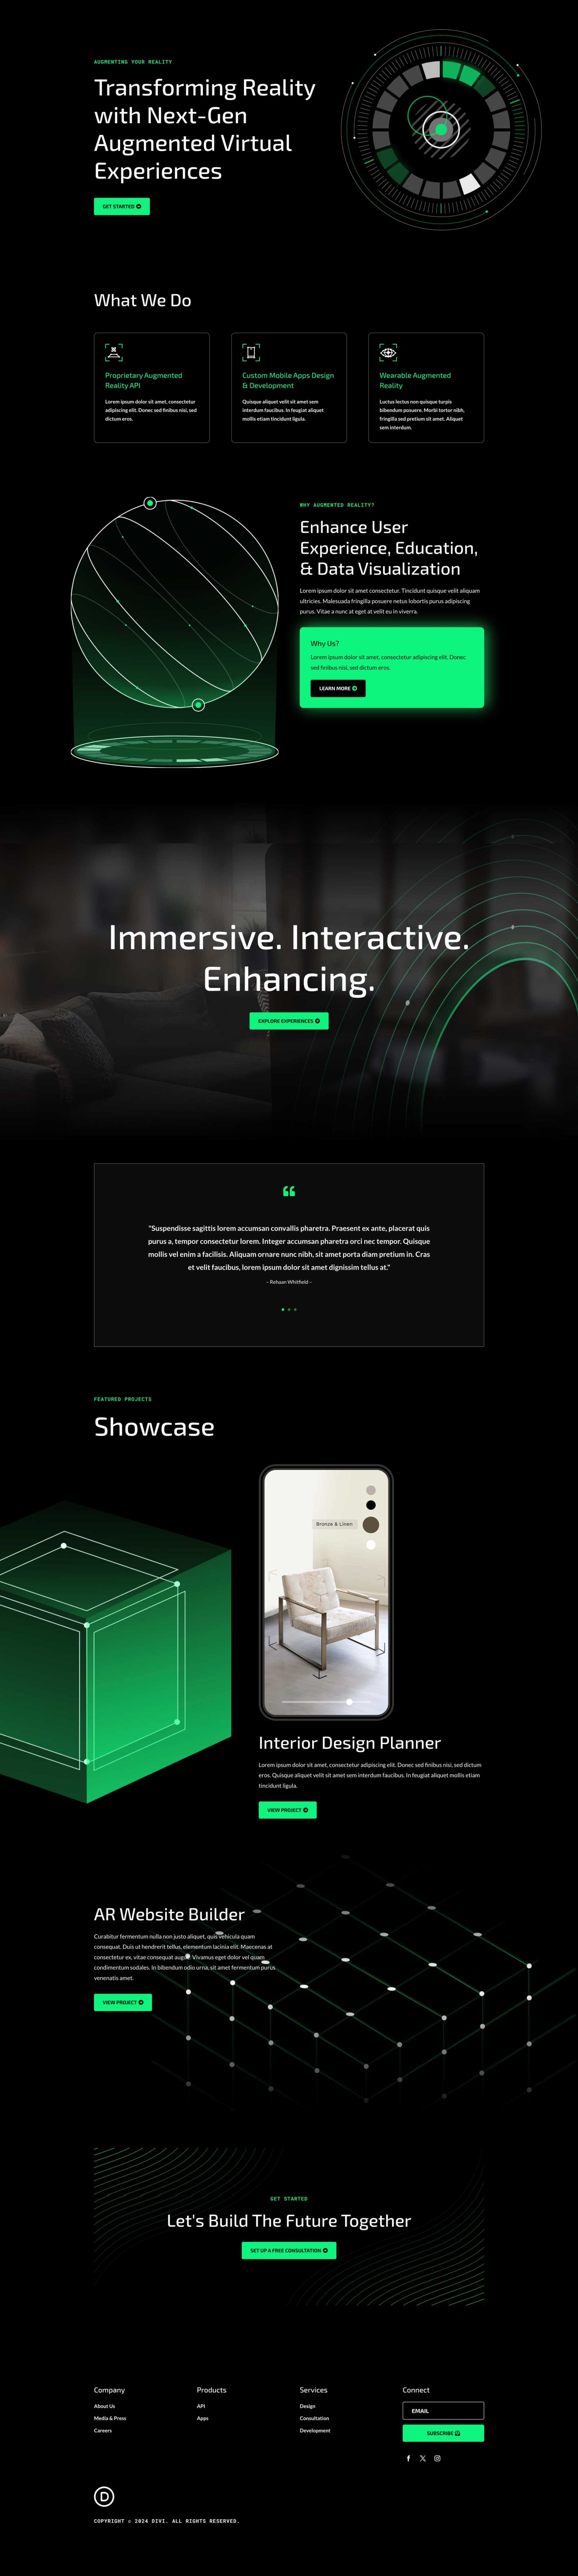 AUGMENTING YOUR REALITY
Transforming Reality
with Next-Gen
Augmented Virtual
Experiences
GET STARTED
What We Do
Proprietary Augmented
Reality API
Lorem ipsum dolor sit amet, consectetur
adipiscing elit. Donec sed finibus nisi, sed
dictum eros.
Custom Mobile Apps Design
& Development
Quisque aliquet velit sit amet sem
interdum faucibus. In feugiat aliquet
mollis etiam tincidunt ligula.
Wearable Augmented
Reality
Luctus lectus non quisque turpis
bibendum posuere. Morbi tortor nibh,
fringilla sed pretium sit amet. Aliquet
sem interdum.
WHY AUGMENTED REALITY?
Enhance User
Experience, Education,
& Data Visualization
Lorem ipsum dolor sit amet consectetur. Tincidunt quisque velit aliquam
ultricies. Malesuada fringilla posuere netus lobortis purus adipiscing
purus. Vitae a nunc at eget at velit eu in viverra.
Why Us?
Lorem ipsum dolor sit amet, consectetur adipiscing elit. Donec
sed finibus nisi, sed dictum eros.
LEARN MORE
Immersive. Interactive.
Enhancing.
EXPLORE EXPERIENCES
"Suspendisse sagittis lorem accumsan convallis pharetra. Praesent ex ante, placerat quis
purus a, tempor consectetur lorem. Integer accumsan pharetra orci nec tempor. Quisque
mollis vel enim a facilisis. Aliquam ornare nunc nibh, sit amet porta diam pretium in. Cras
et velit faucibus, lorem ipsum dolor sit amet dignissim tellus at."
– Rehaan Whitfield –
FEATURED PROJECTS
Showcase
Bronze & Linen
Interior Design Planner
Lorem ipsum dolor sit amet, consectetur adipiscing elit. Donec sed finibus nisi, sed dictum
eros. Quisque aliquet velit sit amet sem interdum faucibus. In feugiat aliquet mollis etiam
tincidunt ligula.
VIEW PROJECT
AR Website Builder
Curabitur fermentum nulla non justo aliquet, quis vehicula quam
consequat. Duis ut hendrerit tellus, elementum lacinia elit. Maecenas at
consectetur ex, vitae consequat augue. Vivamus eget dolor vel quam
condimentum sodales. In bibendum odio urna, sit amet fermentum purus
venenatis amet.
VIEW PROJECT
GET STARTED
Let's Build The Future Together
SET UP A FREE CONSULTATION
Company
About Us
Media & Press
Careers
Products
API
Apps
Services
Design
Consultation
Development
Connect
EMAIL
SUBSCRIBE
D
COPYRIGHT © 2024 DIVI. ALL RIGHTS RESERVED.